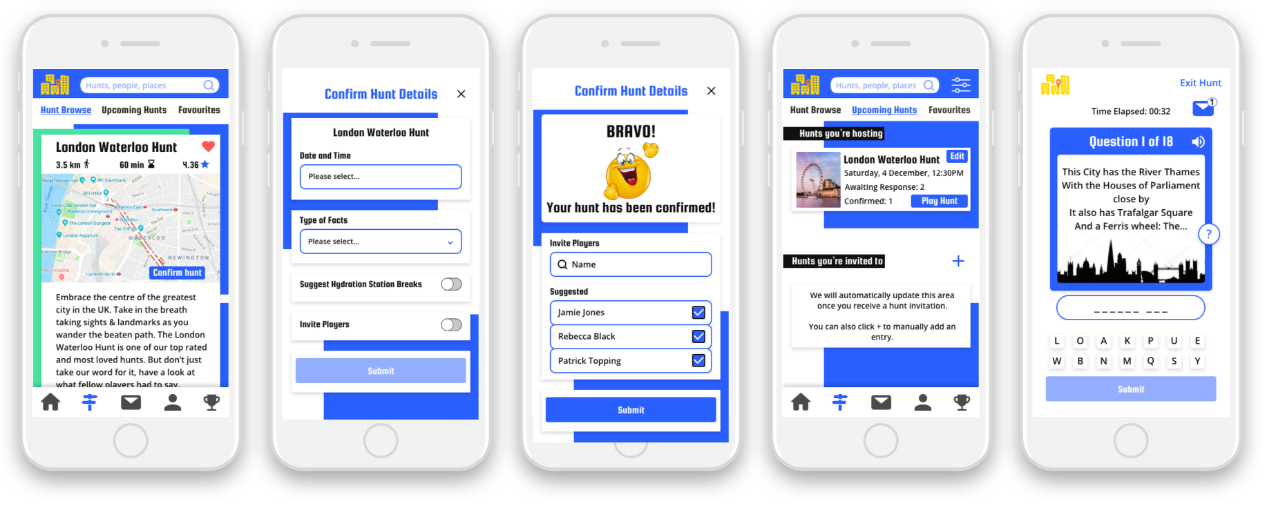 Hunts, people, places
Hunt Browse Upcoming Hunts Favourites
London Waterloo Hunt
3.5 km 60 min 4.36
WATERLOO
NEWINGTON
Confirm hunt
Embrace the centre of the greatest
city in the UK. Take in the breath
taking sights & landmarks as you
wander the beaten path. The London
Waterloo Hunt is one of our top rated
and most loved hunts. But don't just
take our word for it, have a look at
what fellow players had to say.
Confirm Hunt Details ×
London Waterloo Hunt
Date and Time
Please select...
Type of Facts
Please select...
Suggest Hydration Station Breaks
Invite Players
Submit
Confirm Hunt Details ×
BRAVO!
Your hunt has been confirmed!
Invite Players
Name
Suggested
Jamie Jones
Rebecca Black
Patrick Topping
Submit
Hunts, people, places
Hunt Browse Upcoming Hunts Favourites
Hunts you're hosting
London Waterloo Hunt Edit
Saturday, 4 December, 12:30PM
Awaiting Response: 2
Confirmed: 1 Play Hunt
Hunts you're invited to +
We will automatically update this area
once you receive a hunt invitation.
You can also click + to manually add an
entry.
Exit Hunt
Time Elapsed: 00:32 1
Question 1 of 18
This City has the River Thames
With the Houses of Parliament
close by
It also has Trafalgar Square
And a Ferris wheel: The...
?
______ ___
L O A K P U E
W B N M Q S Y
Submit